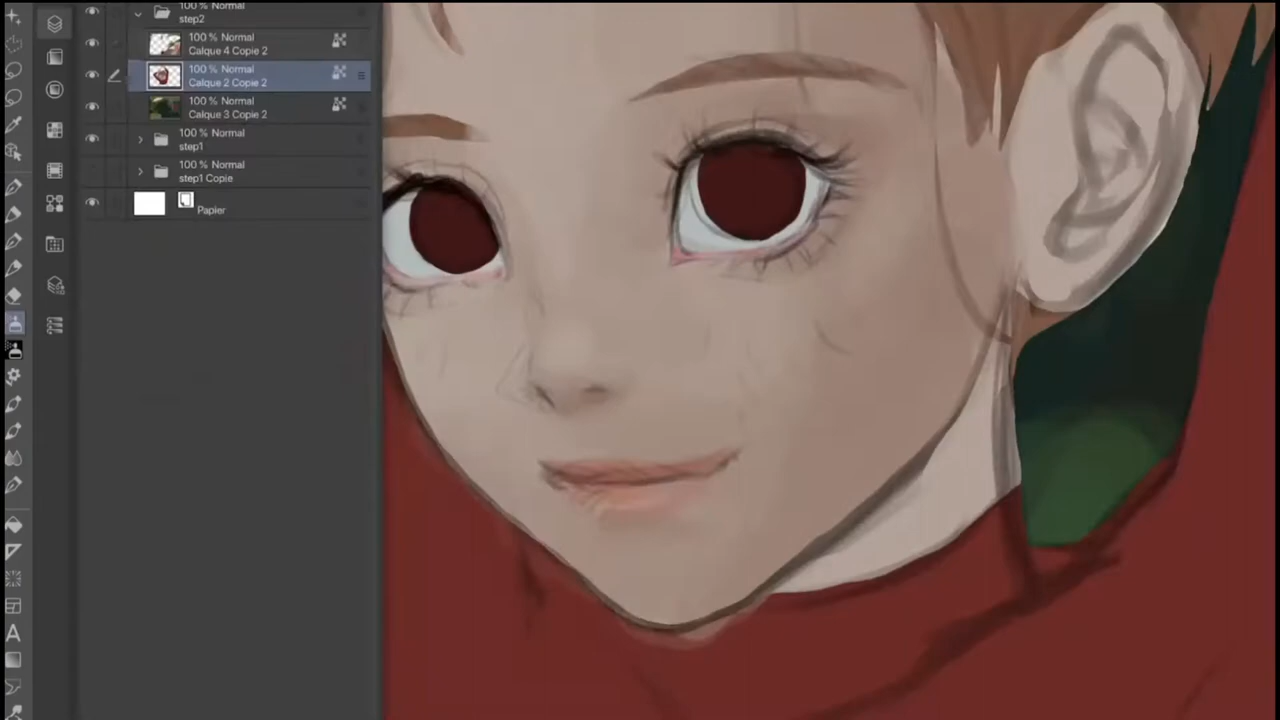 step2
100 % Normal
Calque 4 Copie 2
100 % Normal
Calque 2 Copie 2
100 % Normal
Calque 3 Copie 2
100 % Normal
step1
100 % Normal
step1 Copie
Papier